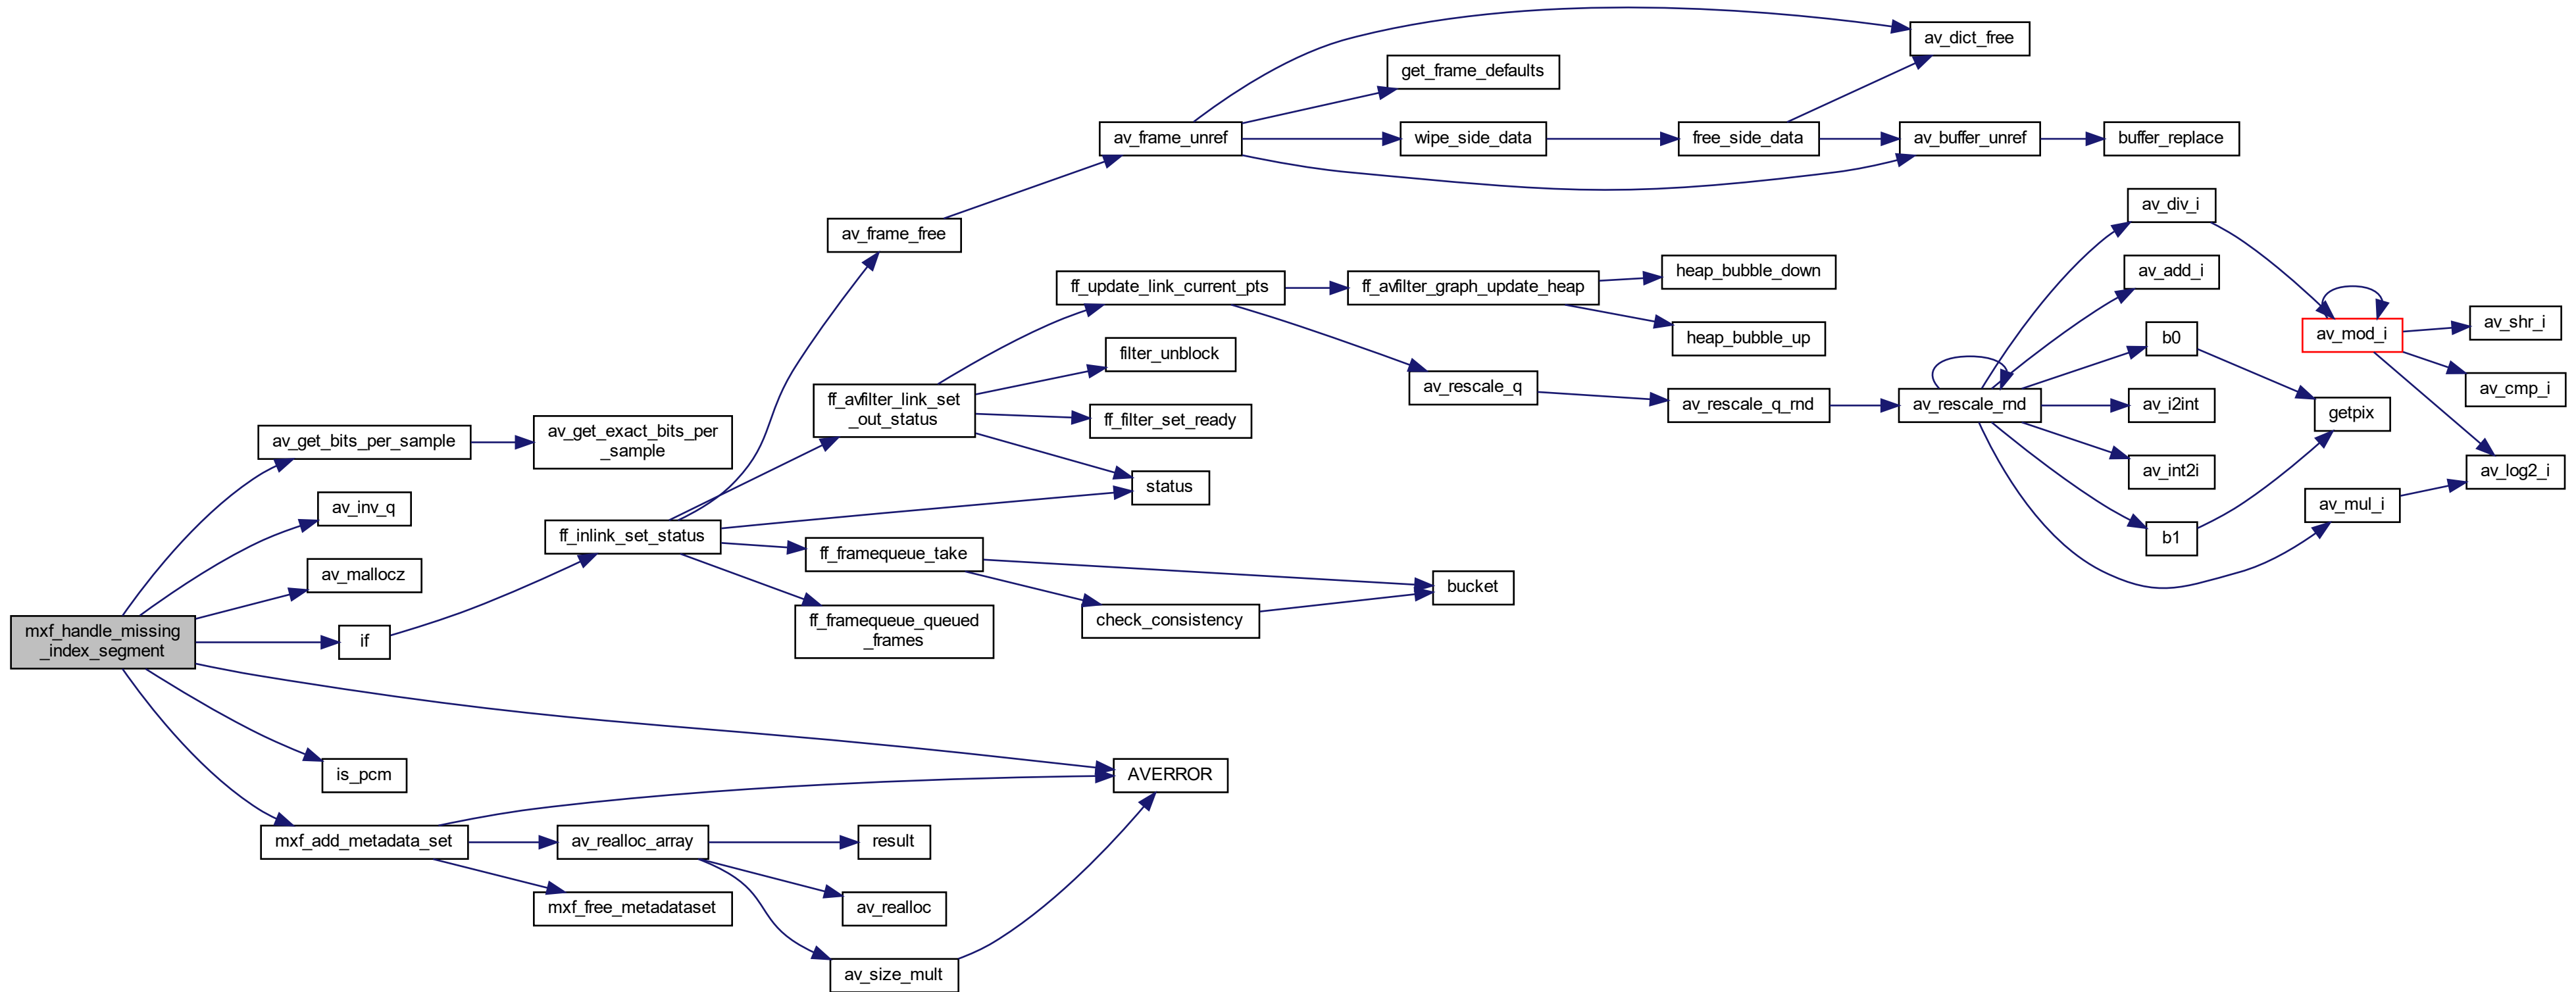 mxf_handle_missing
_index_segment
av_get_bits_per_sample
av_inv_q
av_mallocz
if
is_pcm
mxf_add_metadata_set
av_get_exact_bits_per
_sample
ff_inlink_set_status
av_realloc_array
mxf_free_metadataset
av_frame_free
ff_avfilter_link_set
_out_status
ff_framequeue_take
ff_framequeue_queued
_frames
result
av_realloc
av_size_mult
av_frame_unref
ff_update_link_current_pts
filter_unblock
ff_filter_set_ready
status
check_consistency
AVERROR
get_frame_defaults
wipe_side_data
ff_avfilter_graph_update_heap
av_rescale_q
bucket
free_side_data
heap_bubble_down
heap_bubble_up
av_rescale_q_rnd
av_dict_free
av_buffer_unref
av_rescale_rnd
buffer_replace
av_div_i
av_add_i
b0
av_i2int
av_int2i
b1
av_mod_i
getpix
av_mul_i
av_shr_i
av_cmp_i
av_log2_i